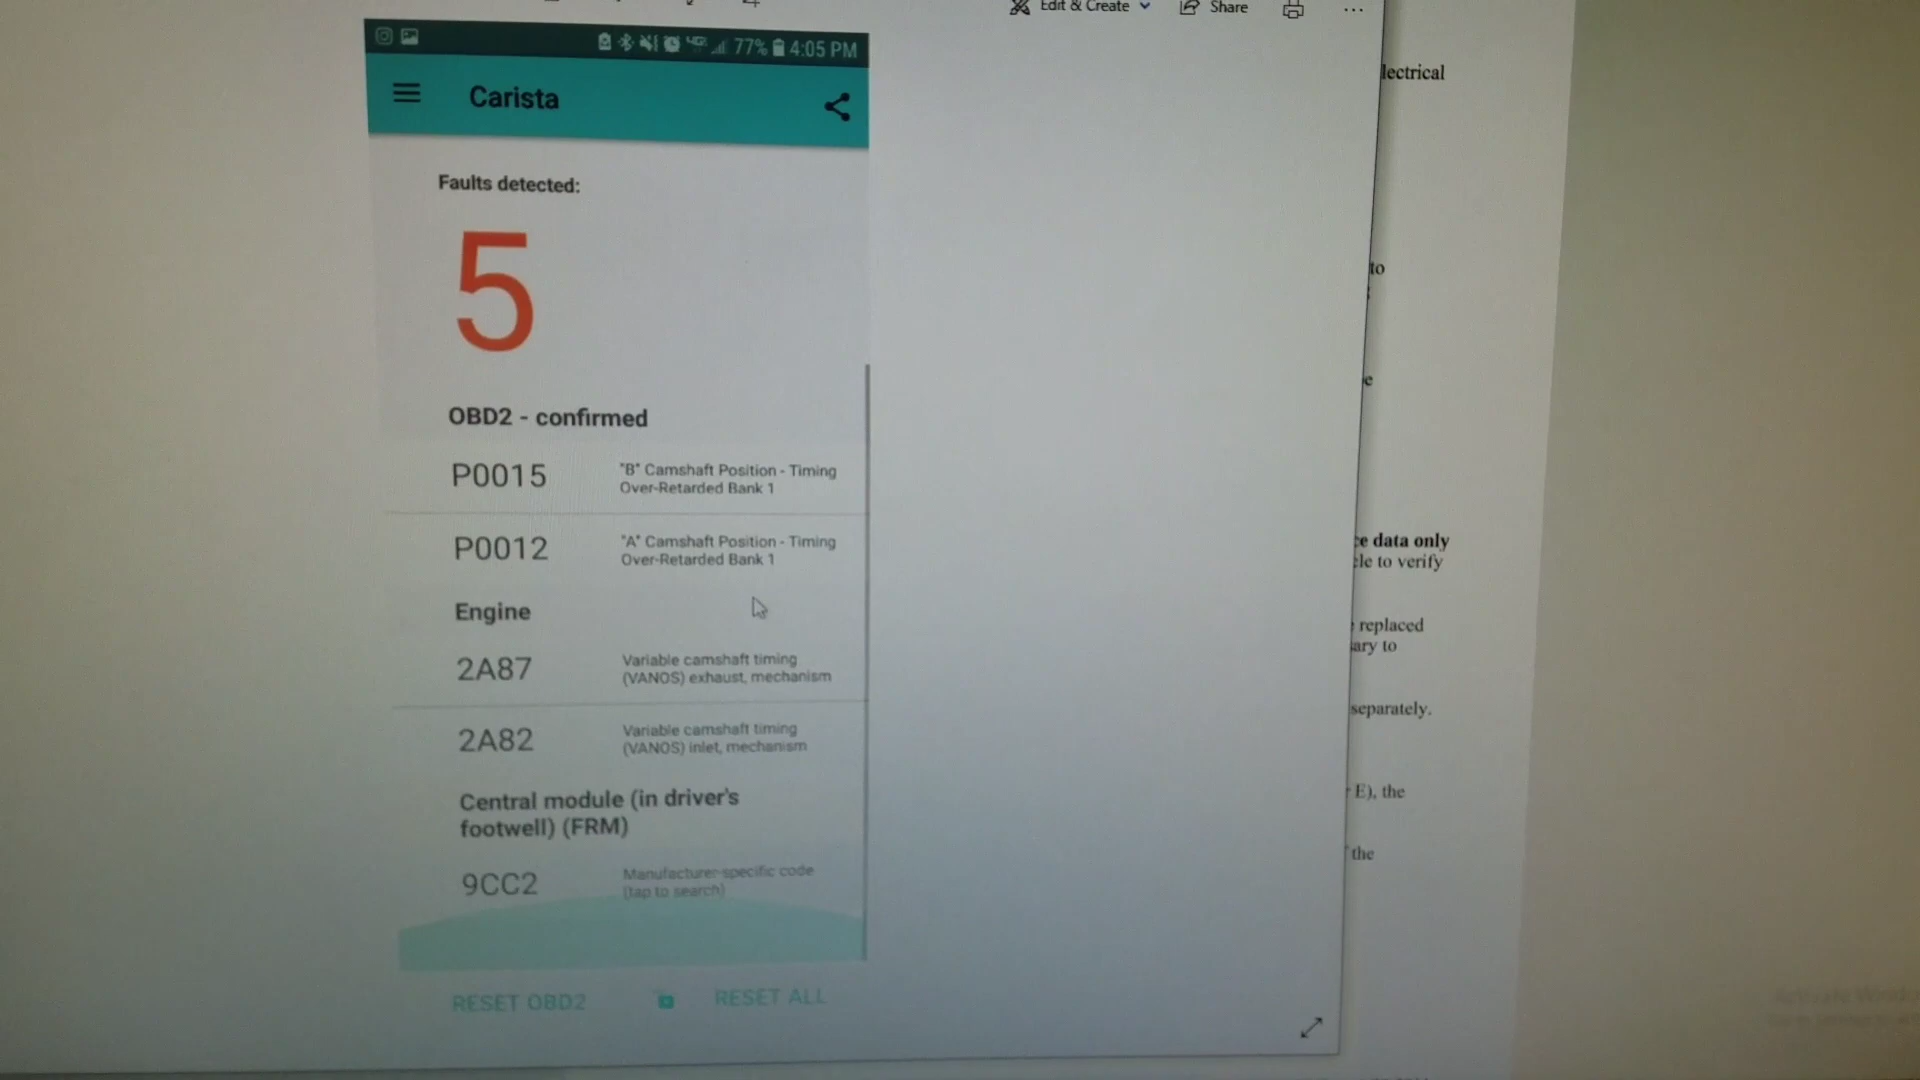 Edit & Create
Share
77% 4:05 PM
Carista
Faults detected:
5
OBD2 - confirmed
P0015
"B" Camshaft Position - Timing
Over-Retarded Bank 1
P0012
"A" Camshaft Position - Timing
Over-Retarded Bank 1
Engine
2A87
Variable camshaft timing
(VANOS) exhaust, mechanism
2A82
Variable camshaft timing
(VANOS) inlet, mechanism
Central module (in driver's
footwell) (FRM)
9CC2
Manufacturer-specific code
(tap to search)
RESET OBD2
RESET ALL
lectrical
to
e
e data only
le to verify
replaced
ary to
separately.
E), the
the